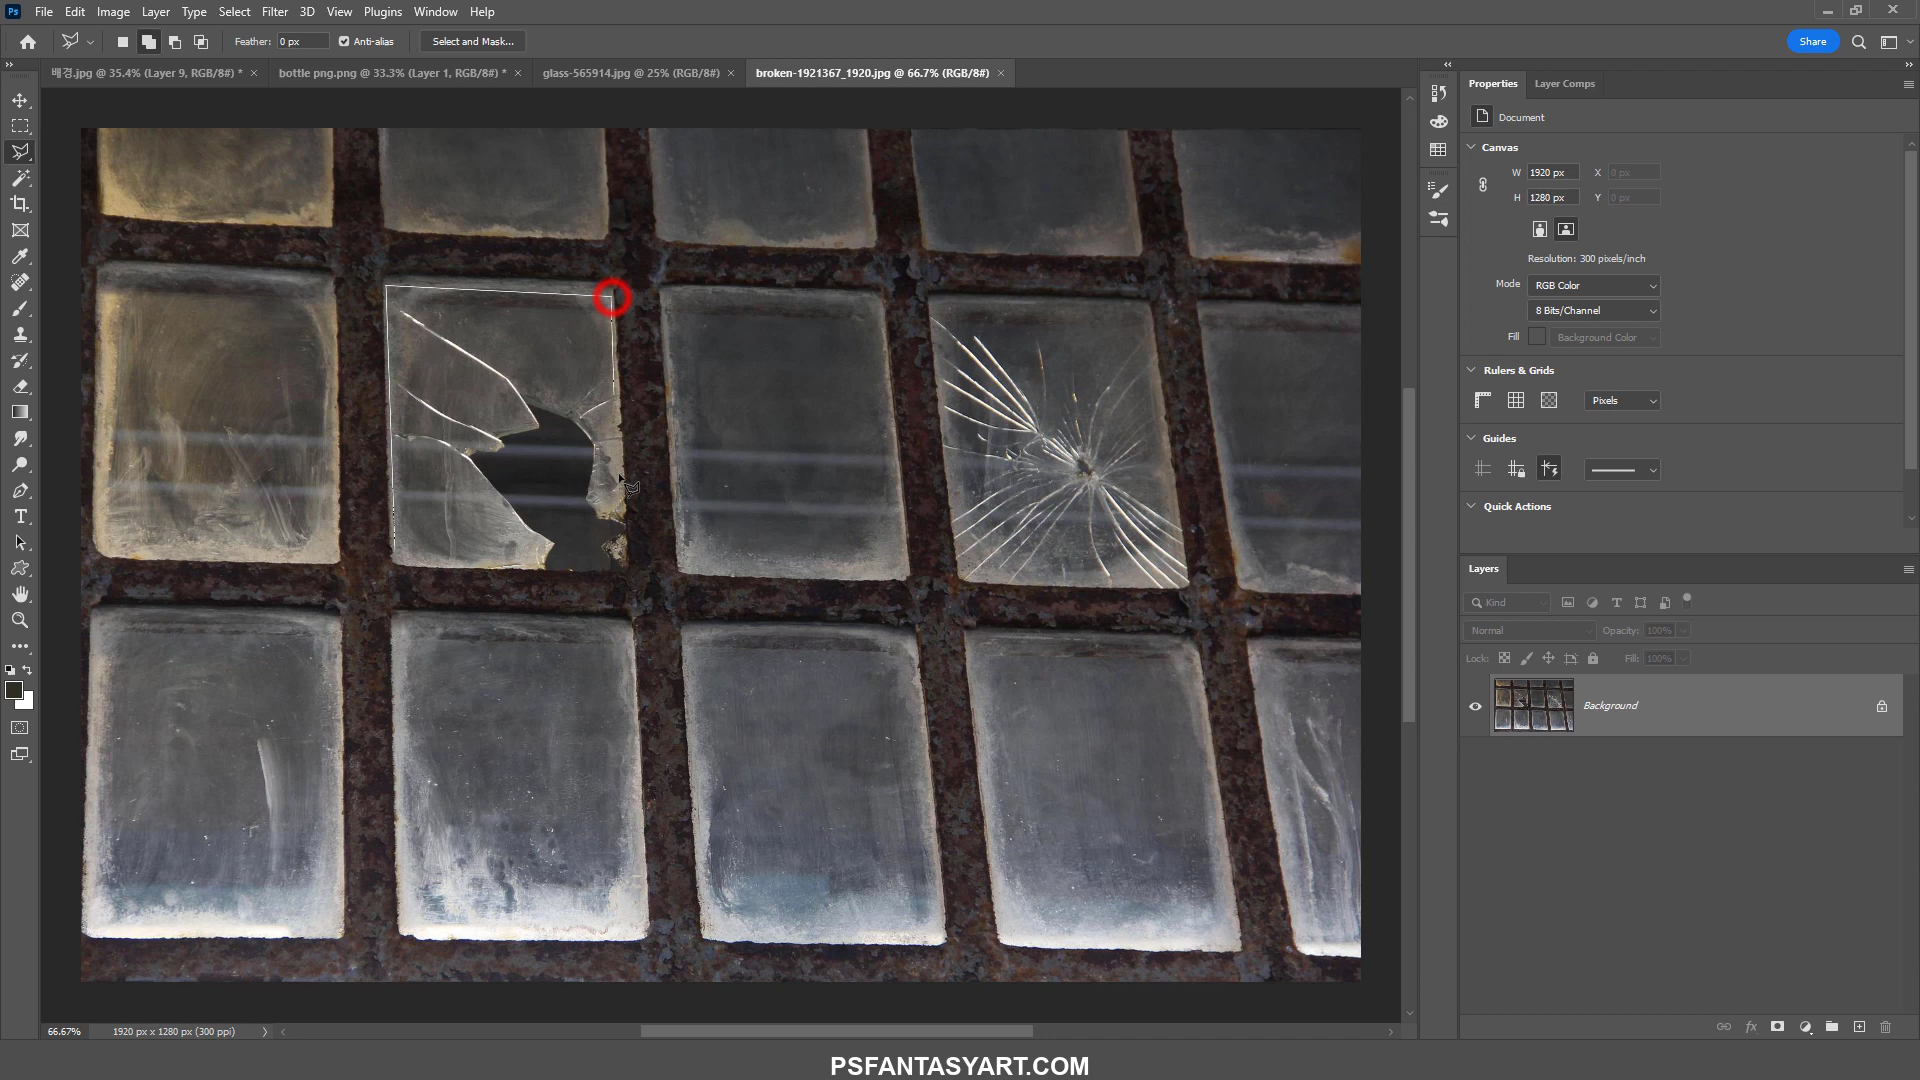 Ps File Edit Image Layer Type Select Filter 3D View Plugins Window Help
Feather: 0 px Anti-alias Select and Mask... Share
배경.jpg @ 35.4% (Layer 9, RGB/8#) * bottle png.png @ 33.3% (Layer 1, RGB/8#) * glass-565914.jpg @ 25% (RGB/8#) broken-1921367_1920.jpg @ 66.7% (RGB/8#)
Properties Layer Comps
Document
Canvas
W 1920 px X 0 px
H 1280 px Y 0 px
Resolution: 300 pixels/inch
Mode RGB Color
8 Bits/Channel
Fill Background Color
Rulers & Grids
Pixels
Guides
Quick Actions
Layers
Kind
Normal Opacity: 100%
Lock: Fill: 100%
Background
66.67% 1920 px x 1280 px (300 ppi)
PSFANTASYART.COM